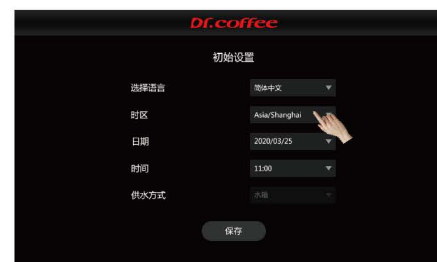 Dr.coffee
初始设置
选择语言 简体中文
时区 Asia/Shanghai
日期 2020/03/25
时间 11:00
供水方式 水箱
保存